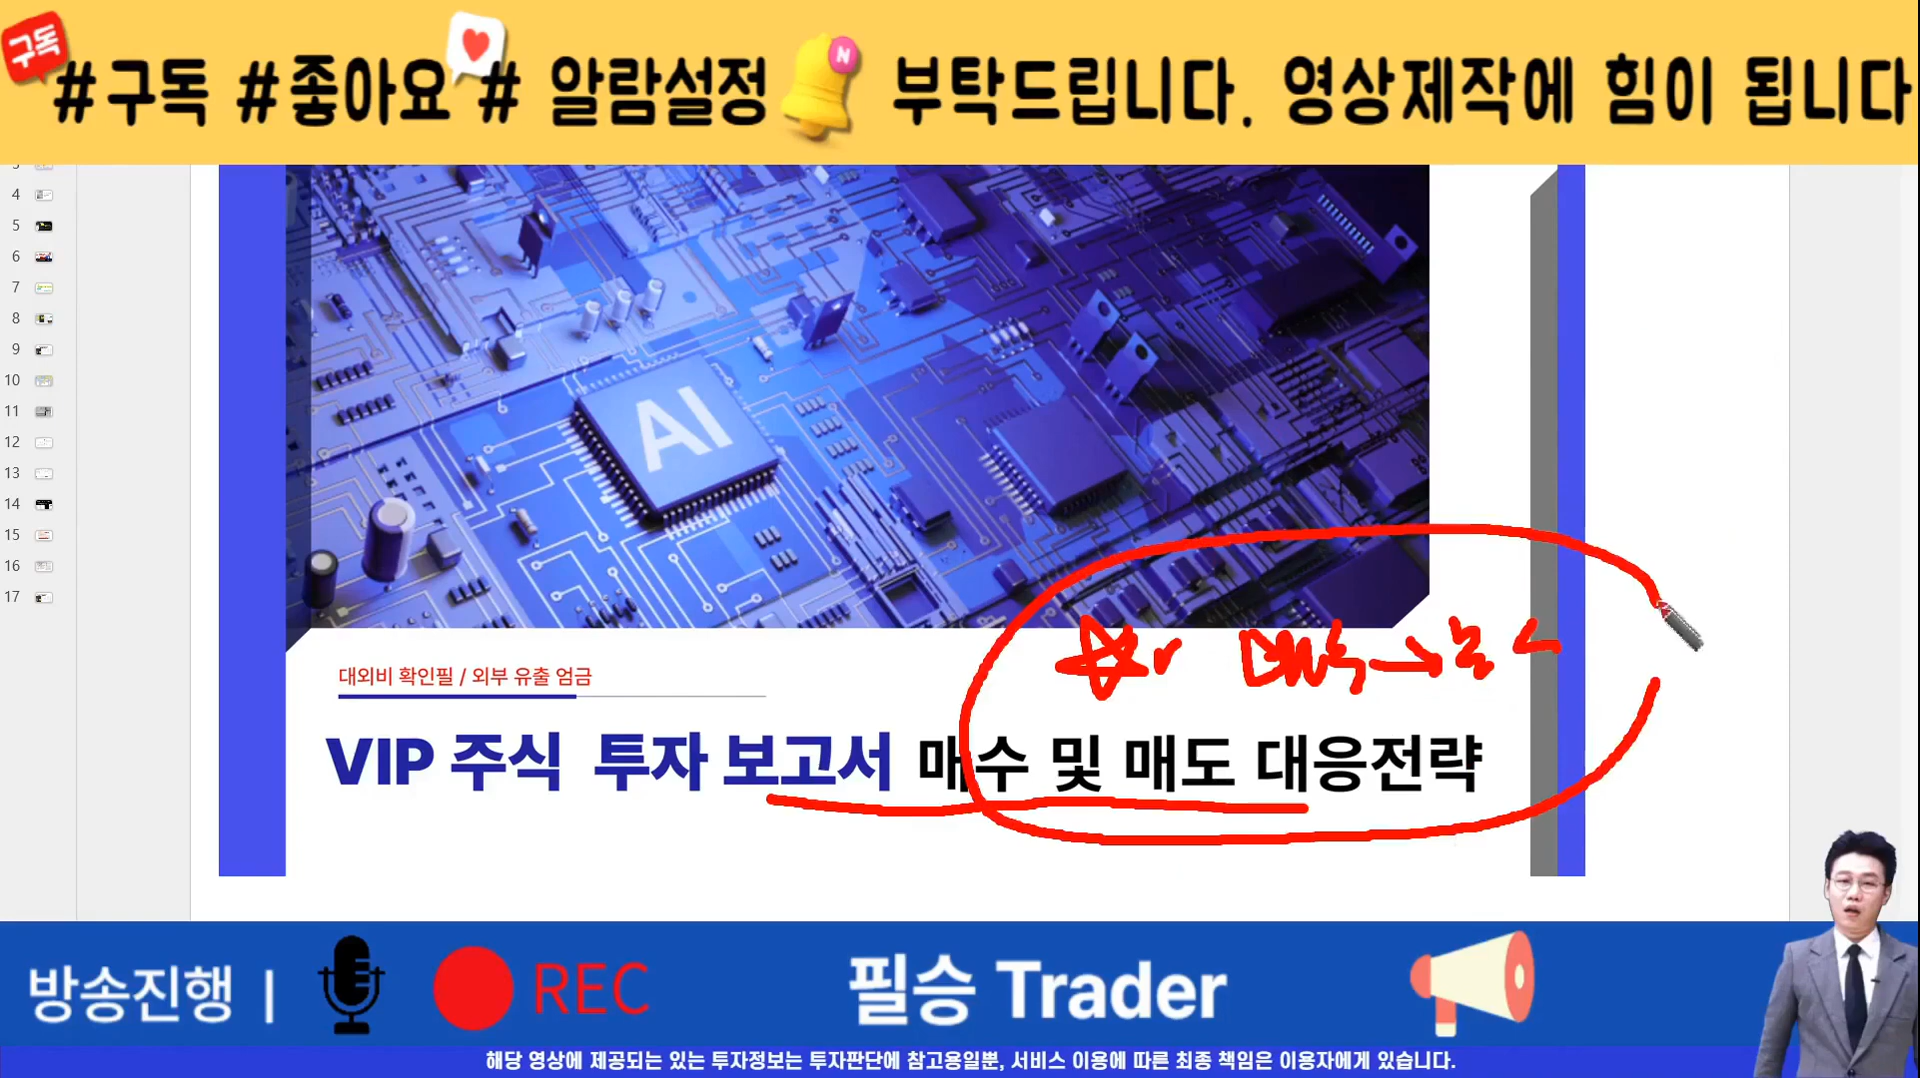 구독
#구독 #좋아요 # 알람설정 N 부탁드립니다. 영상제작에 힘이 됩니다
4
5
6
7
8
9
10
11
12
13
14
15
16
17
AI
대외비 확인필 / 외부 유출 엄금
VIP 주식 투자 보고서 매수 및 매도 대응전략
방송진행 | REC 필승 Trader
해당 영상에 제공되는 있는 투자정보는 투자판단에 참고용일뿐, 서비스 이용에 따른 최종 책임은 이용자에게 있습니다.